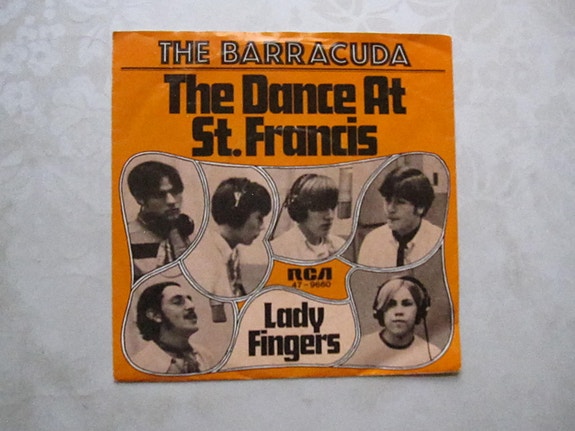 THE BARRACUDA
The Dance At
St. Francis
RCA
47-9660
Lady
Fingers